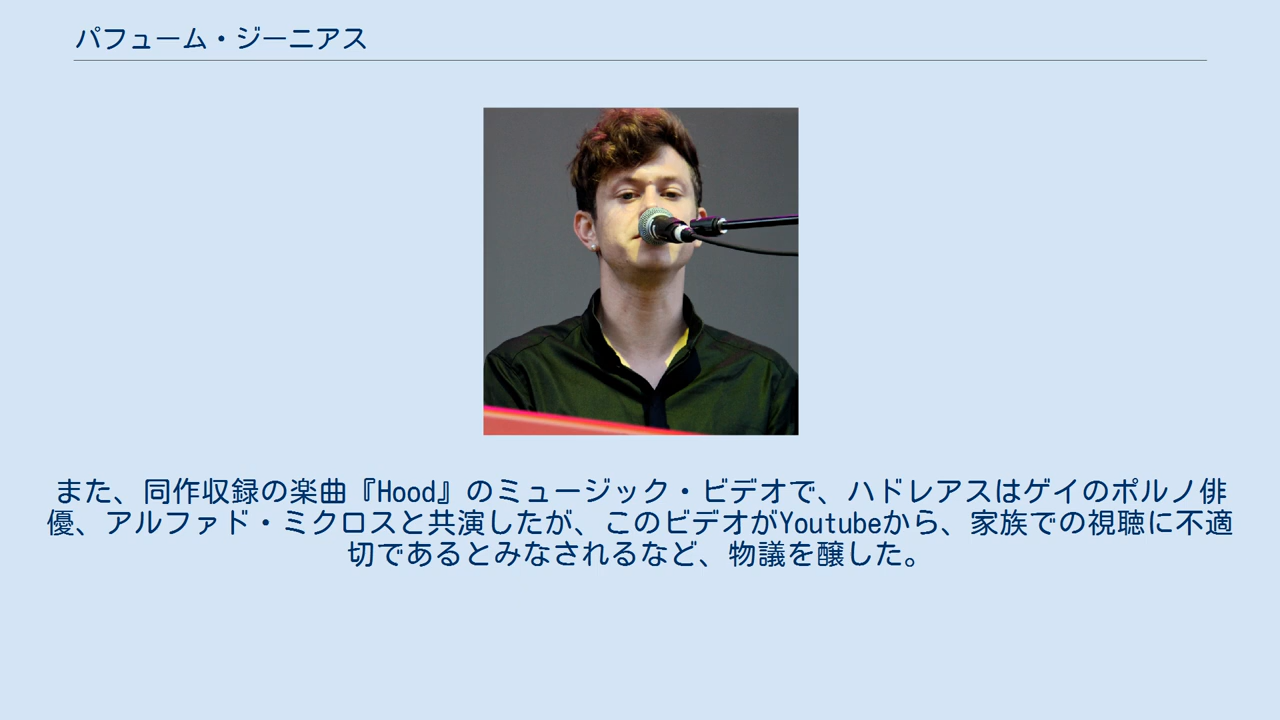 パフューム・ジーニアス
また、同作収録の楽曲『Hood』のミュージック・ビデオで、ハドレアスはゲイのポルノ俳
優、アルファド・ミクロスと共演したが、このビデオがYoutubeから、家族での視聴に不適
切であるとみなされるなど、物議を醸した。